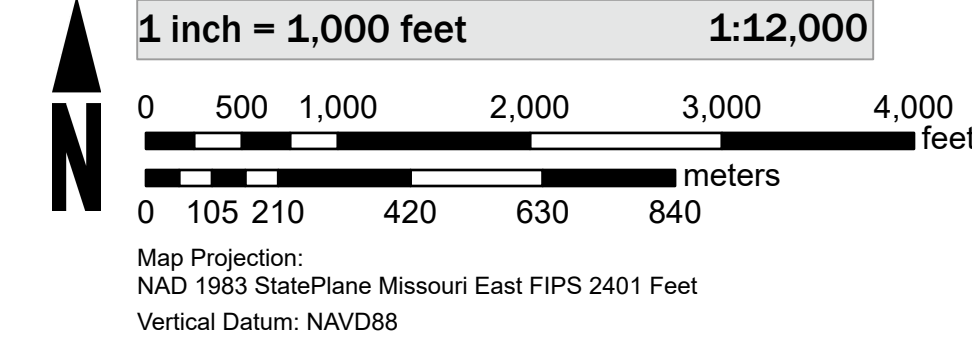 1 inch = 1,000 feet 1:12,000
0 500 1,000 2,000 3,000 4,000
feet
meters
0 105 210 420 630 840
N
Map Projection:
NAD 1983 StatePlane Missouri East FIPS 2401 Feet
Vertical Datum: NAVD88